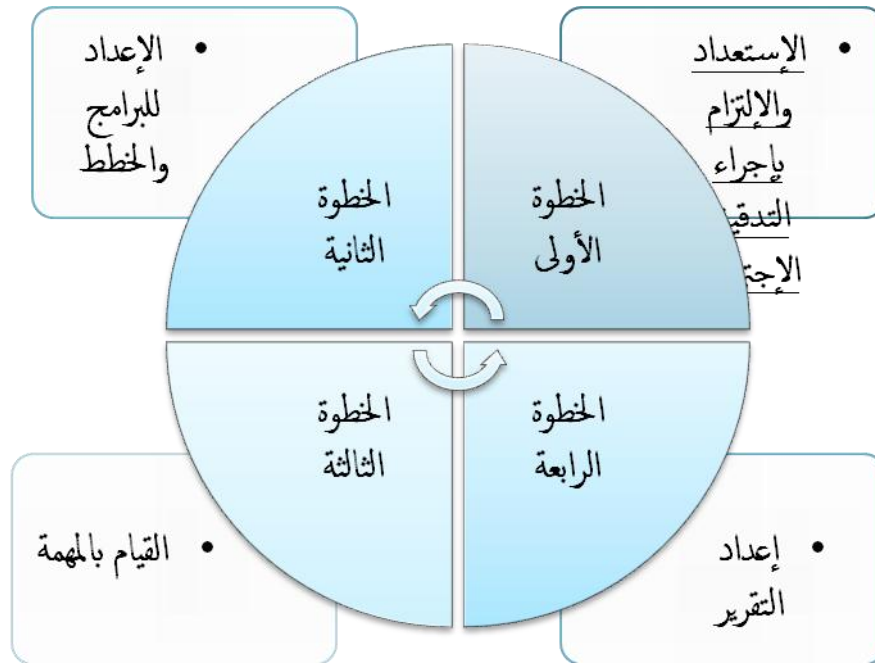 • الإستعداد
والإلتزام
بإجراء
الخطوة
الأولى
• الإعداد
للبرامج
والخطط
الخطوة
الثانية
الخطوة
الثالثة
• القيام بالمهمة
الخطوة
الرابعة
• إعداد
التقرير